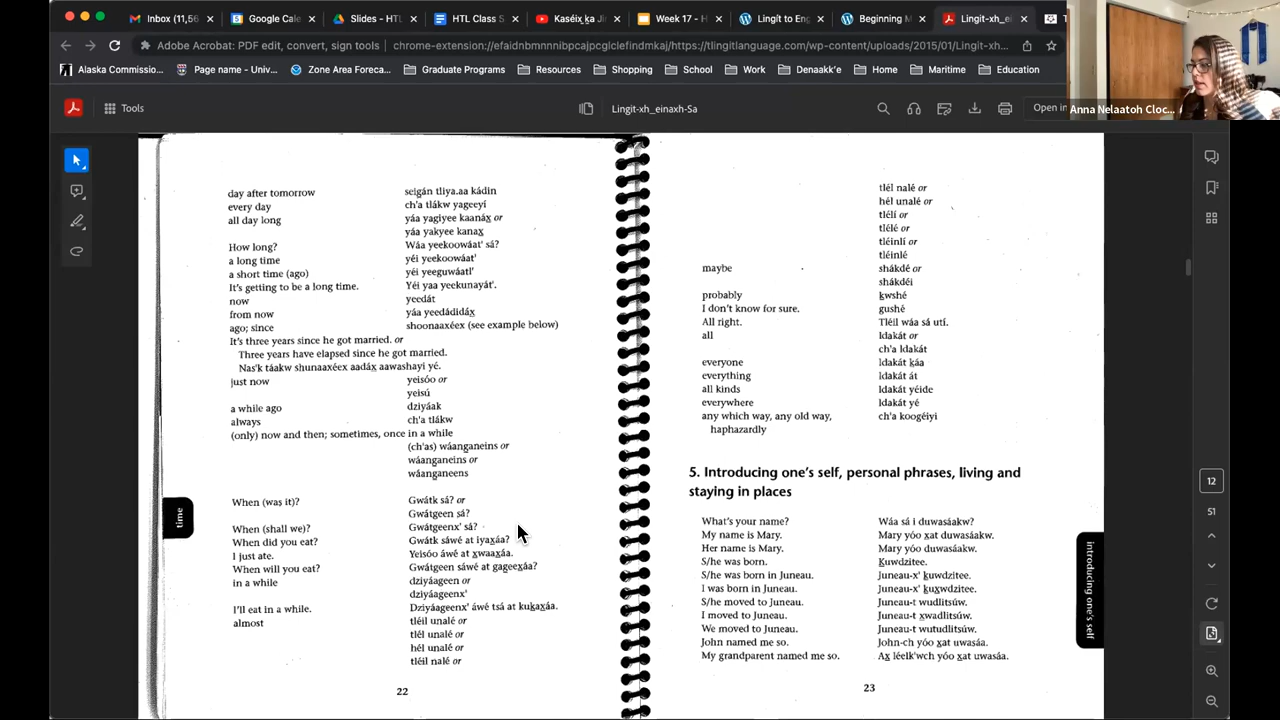 Inbox (11,56
Google Cale
Slides - HTL
HTL Class S
Kaséix̱ ḵa Ji
Week 17 - H
Lingít to Eng
Beginning M
Lingit-xh_ei
Adobe Acrobat: PDF edit, convert, sign tools
chrome-extension://efaidnbmnnnibpcajpcglclefindmkaj/https://tlingitlanguage.com/wp-content/uploads/2015/01/Lingit-xh...
Alaska Commissio...
Page name - Univ...
Zone Area Foreca...
Graduate Programs
Resources
Shopping
School
Work
Denaakk'e
Home
Maritime
Education
Tools
Lingit-xh_einaxh-Sa
Open in
Anna Nelaatoh Cloc...
day after tomorrow seigán tliya.aa kádin
every day ch'a tlákw yageeyí
all day long yáa yagiyee kaanáx̱ or
yáa yakyee kanax̱
How long? Wáa yeekoowáat' sá?
a long time yéi yeekoowáat'
a short time (ago) yéi yeeguwáatl'
It's getting to be a long time. Yéi yaa yeekunayát'.
now yeedát
from now yáa yeedádidáx̱
ago; since shoonaaxéex (see example below)
It's three years since he got married. or
Three years have elapsed since he got married.
Nas'k táakw shunaaxéex aadáx̱ aawashayi yé.
just now yeisóo or
yeisú
a while ago dziyáak
always ch'a tlákw
(only) now and then; sometimes, once in a while
(ch'as) wáanganeins or
wáanganeins or
wáanganeens
When (was it)? Gwátk sá? or
Gwátgeen sá?
When (shall we)? Gwátgeenx' sá?
When did you eat? Gwátk sáwé at iyax̱áa?
I just ate. Yeisóo áwé at x̱waax̱áa.
When will you eat? Gwátgeen sáwé at gageex̱áa?
in a while dziyáageen or
dziyáageenx'
I'll eat in a while. Dziyáageenx' áwé tsá at kuḵax̱áa.
almost tléil unalé or
tlél unalé or
hél unalé or
tléil nalé or
22
time
tlél nalé or
hél unalé or
tlélí or
tlélé or
tléinlí or
tléinlé
maybe shákdé or
shákdéi
probably ḵwshé
I don't know for sure. gushé
All right. Tléil wáa sá utí.
all ldakát or
ch'a ldakát
everyone ldakát ḵáa
everything ldakát át
all kinds ldakát yéide
everywhere ldakát yé
any which way, any old way, ch'a koogéiyi
haphazardly
5. Introducing one's self, personal phrases, living and
staying in places
What's your name? Wáa sá i duwasáakw?
My name is Mary. Mary yóo x̱at duwasáakw.
Her name is Mary. Mary yóo duwasáakw.
S/he was born. Ḵuwdzitee.
S/he was born in Juneau. Juneau-x' ḵuwdzitee.
I was born in Juneau. Juneau-x' ḵux̱wdzitee.
S/he moved to Juneau. Juneau-t wudlitsúw.
I moved to Juneau. Juneau-t x̱wadlitsúw.
We moved to Juneau. Juneau-t wutudlitsúw.
John named me so. John-ch yóo x̱at uwasáa.
My grandparent named me so. Ax̱ léelk'wch yóo x̱at uwasáa.
23
introducing one's self
12
51